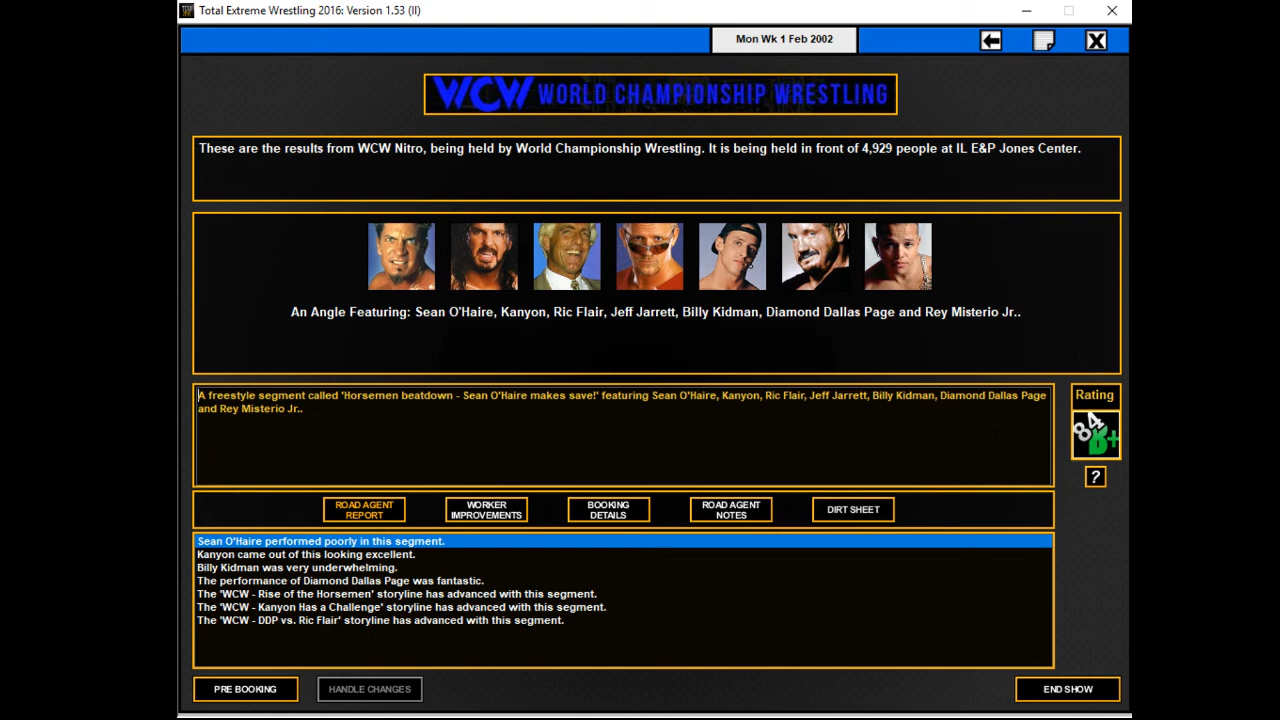 Total Extreme Wrestling 2016: Version 1.53 (II)
Mon Wk 1 Feb 2002
WCW WORLD CHAMPIONSHIP WRESTLING
These are the results from WCW Nitro, being held by World Championship Wrestling. It is being held in front of 4,929 people at IL E&P Jones Center.
An Angle Featuring: Sean O'Haire, Kanyon, Ric Flair, Jeff Jarrett, Billy Kidman, Diamond Dallas Page and Rey Misterio Jr..
A freestyle segment called 'Horsemen beatdown - Sean O'Haire makes save!' featuring Sean O'Haire, Kanyon, Ric Flair, Jeff Jarrett, Billy Kidman, Diamond Dallas Page
and Rey Misterio Jr..
Rating
84
B+
?
ROAD AGENT
REPORT
WORKER
IMPROVEMENTS
BOOKING
DETAILS
ROAD AGENT
NOTES
DIRT SHEET
Sean O'Haire performed poorly in this segment.
Kanyon came out of this looking excellent.
Billy Kidman was very underwhelming.
The performance of Diamond Dallas Page was fantastic.
The 'WCW - Rise of the Horsemen' storyline has advanced with this segment.
The 'WCW - Kanyon Has a Challenge' storyline has advanced with this segment.
The 'WCW - DDP vs. Ric Flair' storyline has advanced with this segment.
PRE BOOKING
HANDLE CHANGES
END SHOW